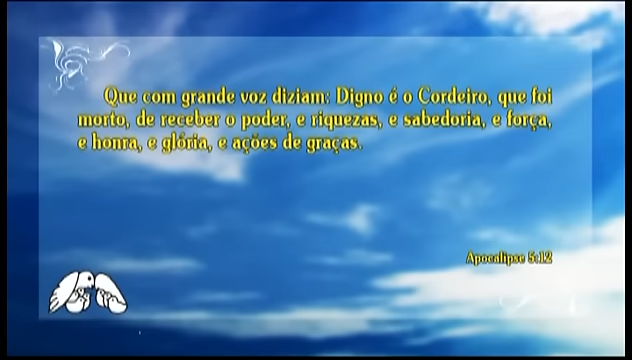 Que com grande voz diziam: Digno é o Cordeiro, que foi
morto, de receber o poder, e riquezas, e sabedoria, e força,
e honra, e glória, e ações de graças.
Apocalipse 5:12